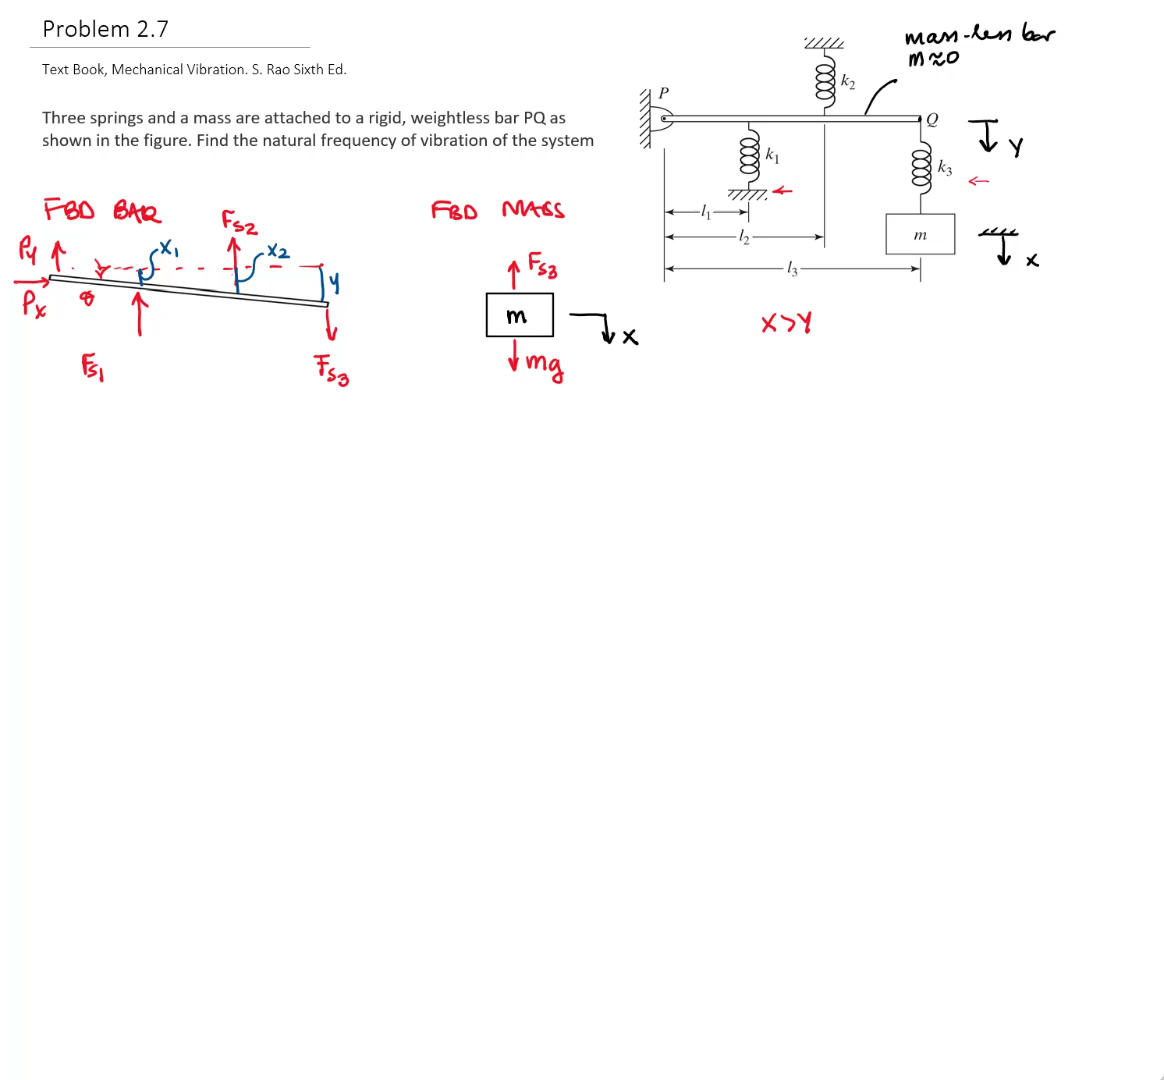 Problem 2.7
Text Book, Mechanical Vibration. S. Rao Sixth Ed.
Three springs and a mass are attached to a rigid, weightless bar PQ as
shown in the figure. Find the natural frequency of vibration of the system
mass-less bar
m≈0
k₂
P
Q
y
k₁
k₃
l₁
l₂
m
l₃
x
x>y
FBD BAR
Py
Fs2
x₁
x₂
y
Px
θ
Fs1
Fs3
FBD MASS
Fs3
m
x
mg